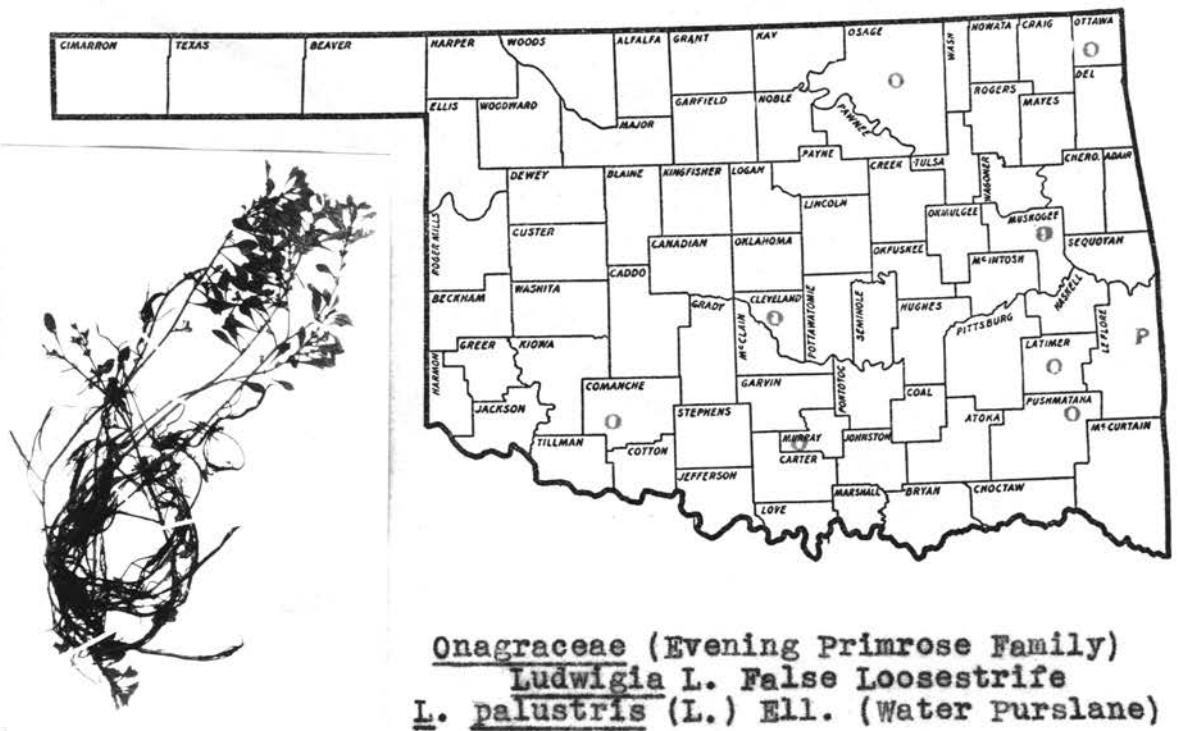 CIMARRON TEXAS BEAVER HARPER WOODS ALFALFA GRANT KAY OSAGE WASH NOWATA CRAIG OTTAWA
O
O
DEL
ELLIS WOODWARD GARFIELD NOBLE PAWNEE ROGERS MAYES
MAJOR
DEWEY BLAINE KINGFISHER LOGAN PAYNE CREEK TULSA WAGONER CHERO. ADAIR
LINCOLN
ROGER MILLS CUSTER CANADIAN OKLAHOMA OKFUSKEE OKMULGEE MUSKOGEE
O
SEQUOYAH
BECKHAM WASHITA CADDO GRADY McCLAIN CLEVELAND POTTAWATOMIE SEMINOLE HUGHES McINTOSH HASKELL
O
PITTSBURG LATIMER LE FLORE P
HARMON GREER KIOWA COMANCHE GARVIN PONTOTOC COAL
O
JACKSON STEPHENS ATOKA PUSHMATAHA
O
O
TILLMAN COTTON MURRAY JOHNSTON McCURTAIN
O
CARTER
JEFFERSON MARSHALL BRYAN CHOCTAW
LOVE
Onagraceae (Evening Primrose Family)
Ludwigia L. False Loosestrife
L. palustris (L.) Ell. (Water Purslane)